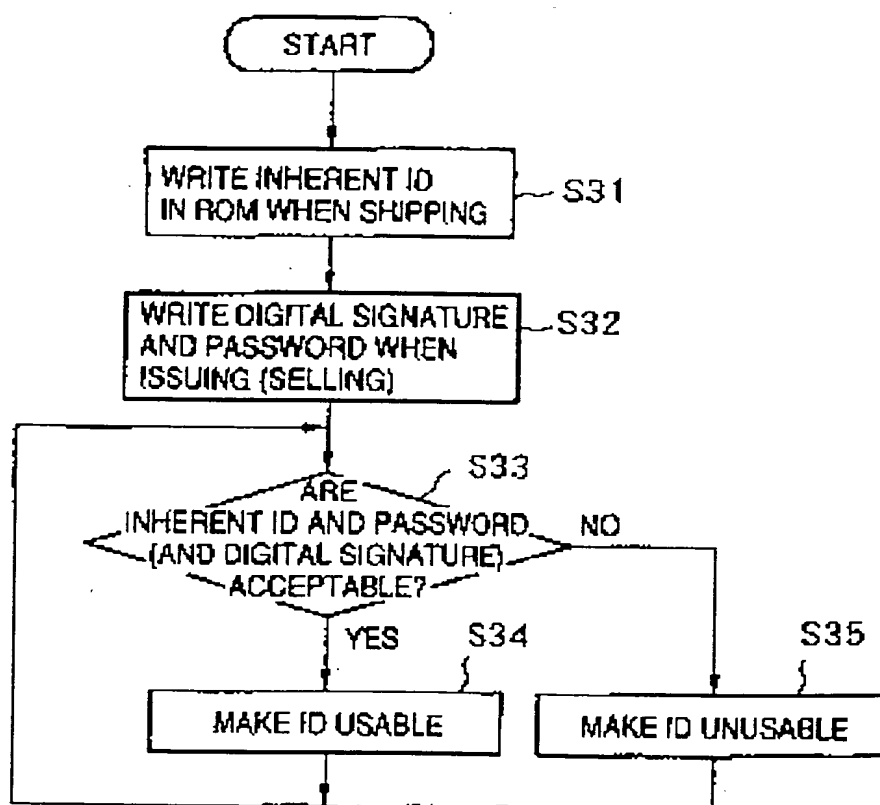 START
WRITE INHERENT ID
IN ROM WHEN SHIPPING
S31
WRITE DIGITAL SIGNATURE
AND PASSWORD WHEN
ISSUING (SELLING)
S32
S33
ARE
INHERENT ID AND PASSWORD
(AND DIGITAL SIGNATURE)
ACCEPTABLE?
NO
YES
S34
S35
MAKE ID USABLE
MAKE ID UNUSABLE